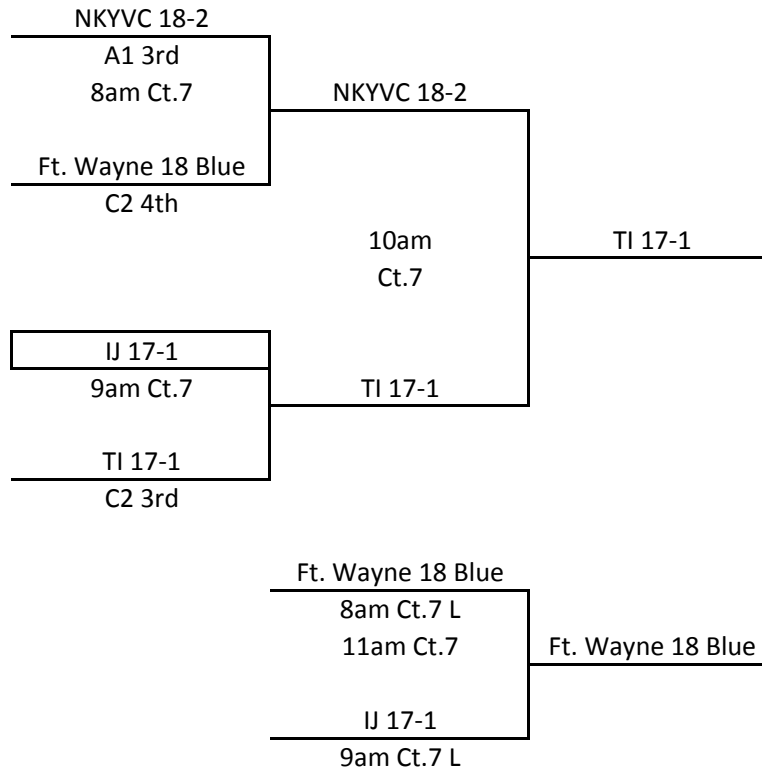 NKYVC 18-2
A1 3rd
8am Ct.7
NKYVC 18-2
Ft. Wayne 18 Blue
C2 4th
10am
Ct.7
TI 17-1
IJ 17-1
9am Ct.7
TI 17-1
TI 17-1
C2 3rd
Ft. Wayne 18 Blue
8am Ct.7 L
11am Ct.7
Ft. Wayne 18 Blue
IJ 17-1
9am Ct.7 L